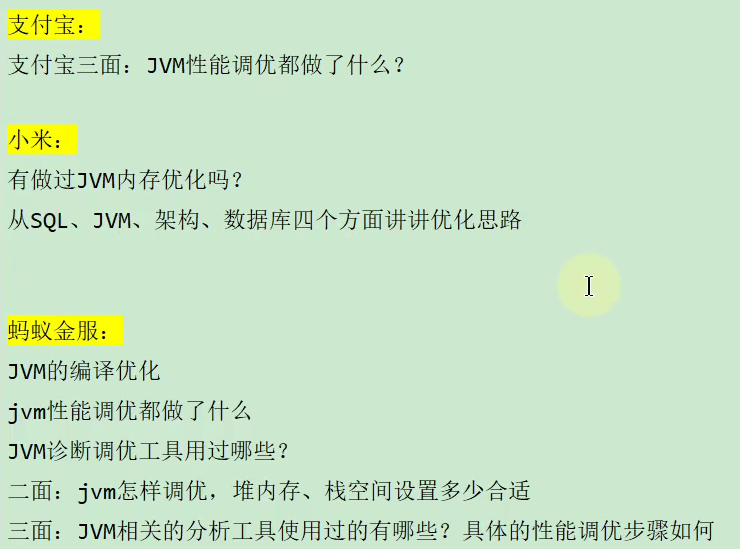 支付宝：
支付宝三面：JVM性能调优都做了什么？
小米：
有做过JVM内存优化吗？
从SQL、JVM、架构、数据库四个方面讲讲优化思路
蚂蚁金服：
JVM的编译优化
jvm性能调优都做了什么
JVM诊断调优工具用过哪些？
二面：jvm怎样调优，堆内存、栈空间设置多少合适
三面：JVM相关的分析工具使用过的有哪些？具体的性能调优步骤如何